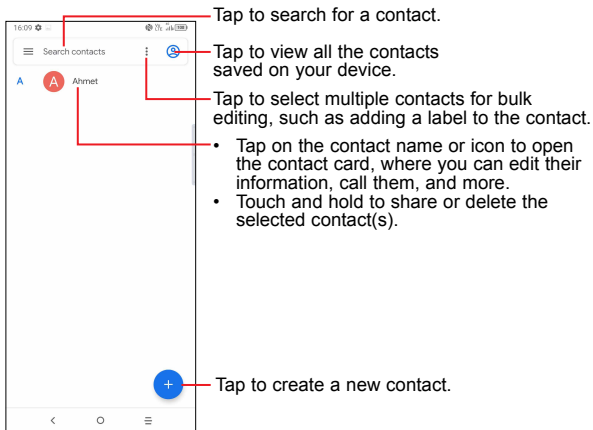 Tap to search for a contact.
16:09
Search contacts
Tap to view all the contacts
saved on your device.
A
A
Ahmet
Tap to select multiple contacts for bulk
editing, such as adding a label to the contact.
• Tap on the contact name or icon to open
the contact card, where you can edit their
information, call them, and more.
• Touch and hold to share or delete the
selected contact(s).
Tap to create a new contact.